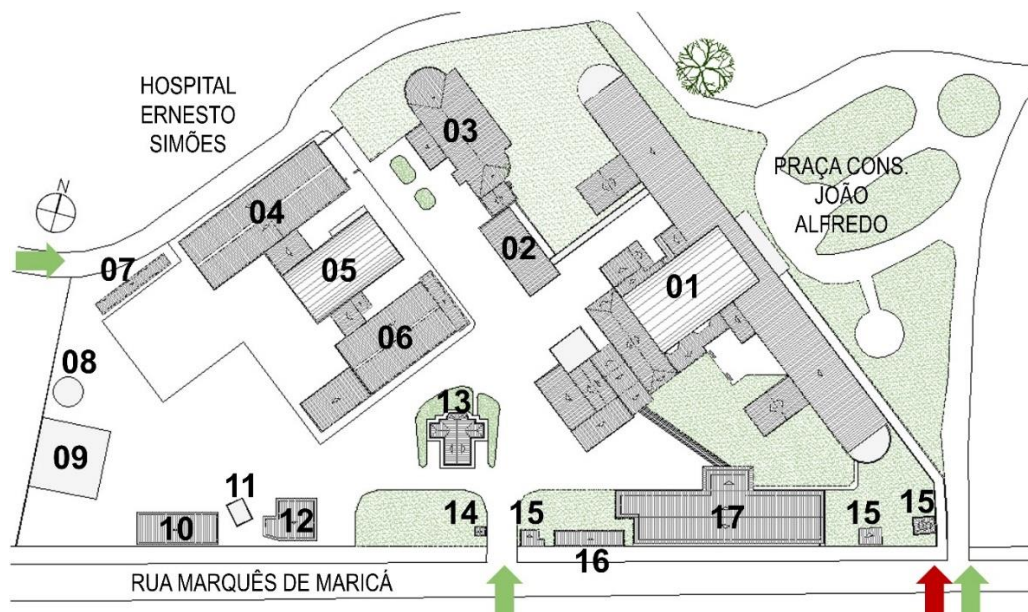 HOSPITAL
ERNESTO
SIMÕES
03
PRAÇA CONS.
JOÃO
ALFREDO
N
04
02
05
01
07
06
08
13
09
11
10
12
14
15
16
17
15
15
RUA MARQUÊS DE MARICÁ